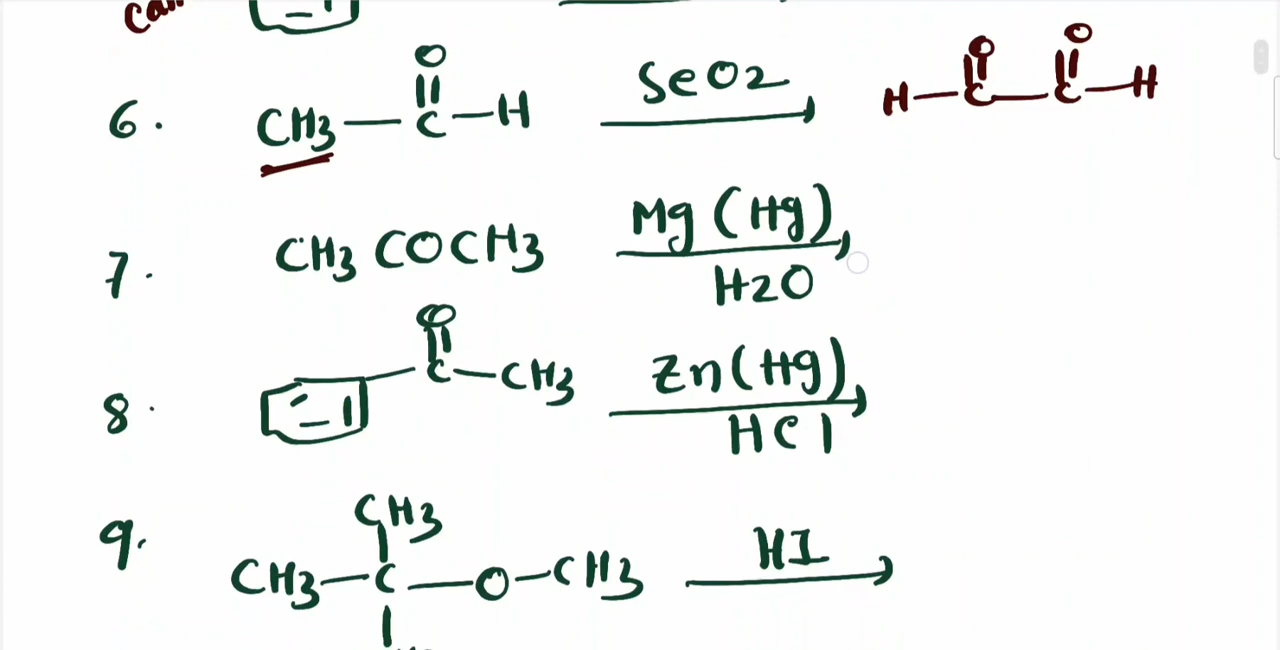 6. CH3—C(=O)—H SeO2 → H—C(=O)—C(=O)—H
7. CH3COCH3 Mg(Hg), H2O
8. C(=O)—CH3 Zn(Hg), HCl
CH3
9. CH3—C—O—CH3 HI →